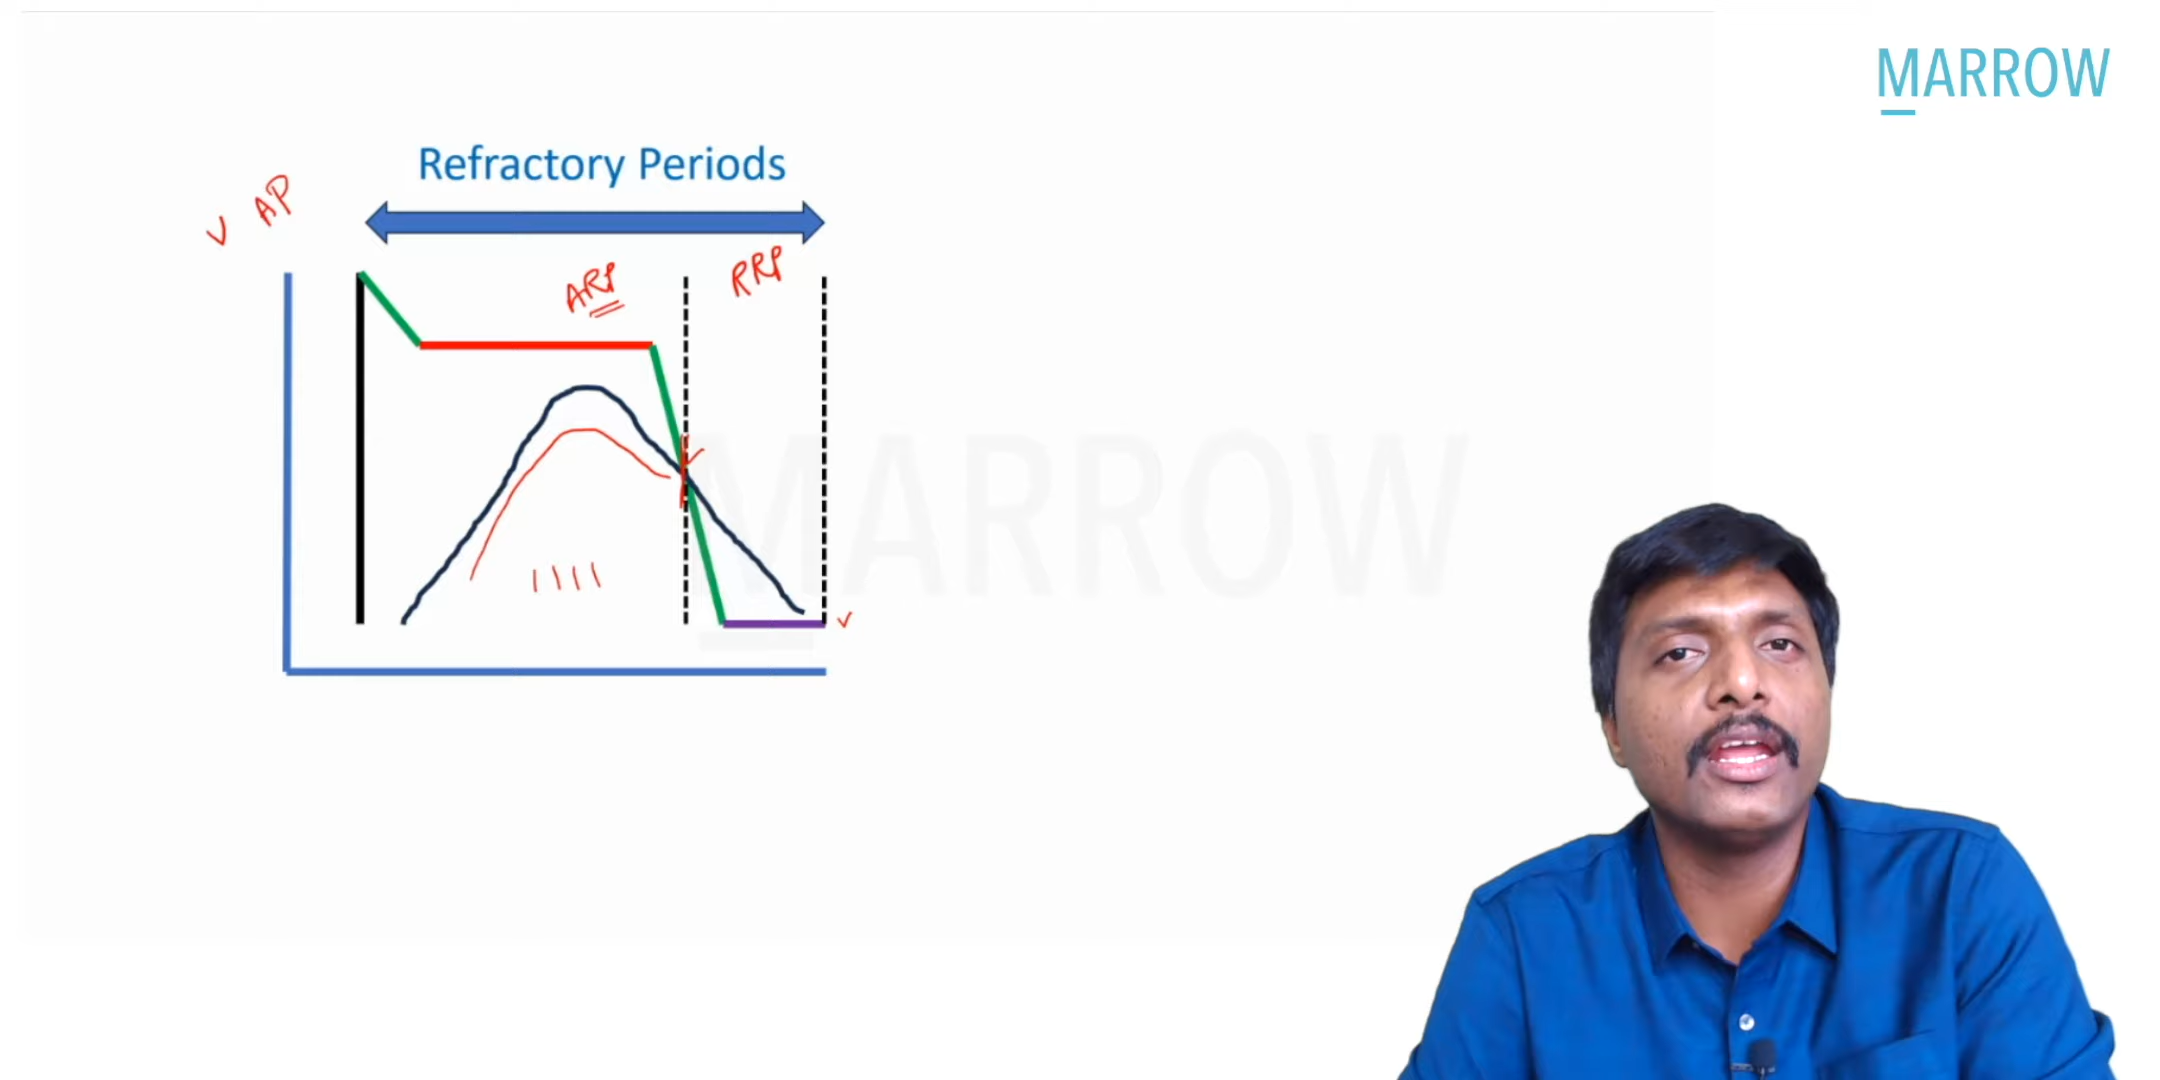 MARROW
Refractory Periods
V AP
ARP
RRP
MARROW